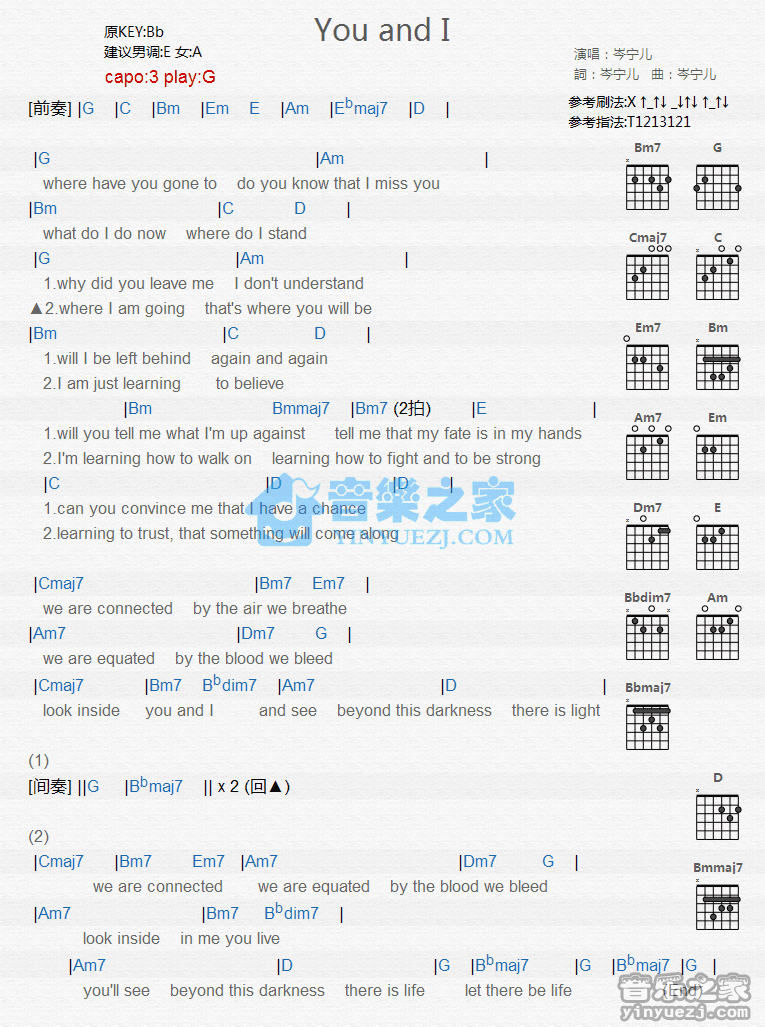 You and I
原KEY:Bb
建议男调:E 女:A
capo:3 play:G
演唱：岑宁儿
詞：岑宁儿 曲：岑宁儿
参考刷法:X ↑_↑↓ _↓↑↓ ↑_↑↓
参考指法:T1213121
[前奏] |G |C |Bm |Em E |Am |Ebmaj7 |D |
|G |Am |
where have you gone to do you know that I miss you
|Bm |C D |
what do I do now where do I stand
|G |Am |
1.why did you leave me I don't understand
▲2.where I am going that's where you will be
|Bm |C D |
1.will I be left behind again and again
2.I am just learning to believe
|Bm Bmmaj7 |Bm7 (2拍) |E |
1.will you tell me what I'm up against tell me that my fate is in my hands
2.I'm learning how to walk on learning how to fight and to be strong
|C |D |D |
1.can you convince me that I have a chance
2.learning to trust, that something will come along
|Cmaj7 |Bm7 Em7 |
we are connected by the air we breathe
|Am7 |Dm7 G |
we are equated by the blood we bleed
|Cmaj7 |Bm7 Bbdim7 |Am7 |D |
look inside you and I and see beyond this darkness there is light
(1)
[间奏] ||G |Bbmaj7 || x 2 (回▲)
(2)
|Cmaj7 |Bm7 Em7 |Am7 |Dm7 G |
we are connected we are equated by the blood we bleed
|Am7 |Bm7 Bbdim7 |
look inside in me you live
|Am7 |D |G |Bbmaj7 |G |Bbmaj7 |G |
you'll see beyond this darkness there is life let there be life (End)
Bm7 G
Cmaj7 C
Em7 Bm
Am7 Em
Dm7 E
Bbdim7 Am
Bbmaj7
D
Bmmaj7
音樂之家
YINYUEZJ.COM
音乐之家
yinyuezj.com